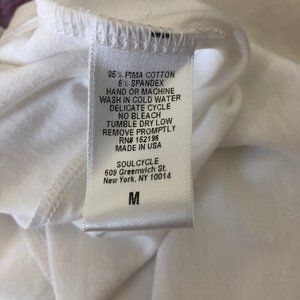 95% PIMA COTTON
5% SPANDEX
HAND OR MACHINE
WASH IN COLD WATER
DELICATE CYCLE
NO BLEACH
TUMBLE DRY LOW
REMOVE PROMPTLY
RN# 152196
MADE IN USA
SOULCYCLE
609 Greenwich St.
New York, NY 10014
M